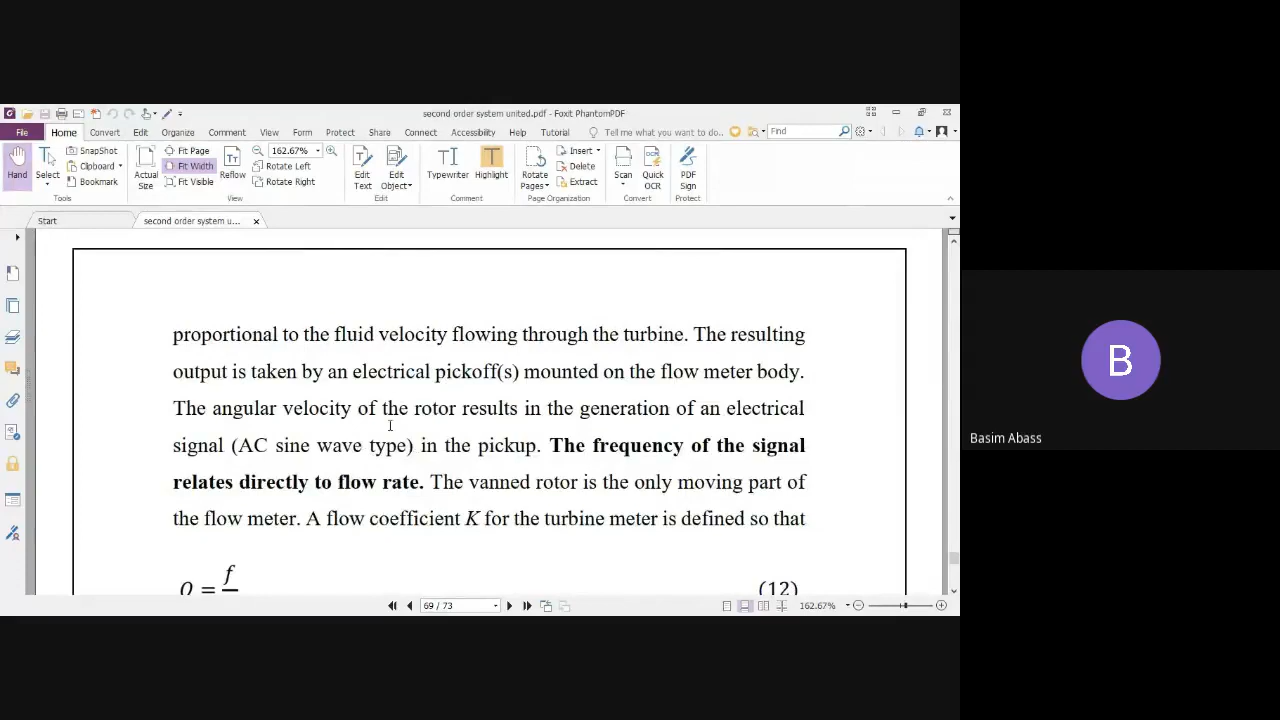 second order system united.pdf - Foxit PhantomPDF
File Home Convert Edit Organize Comment View Form Protect Share Connect Accessibility Help Tutorial Tell me what you want to do.. Find
Hand
Select
SnapShot
Clipboard
Bookmark
Tools
Actual Size
Fit Page
Fit Width
Fit Visible
Reflow
162.67%
Rotate Left
Rotate Right
View
Edit Text
Edit Object
Edit
Typewriter
Highlight
Comment
Rotate Pages
Insert
Delete
Extract
Page Organization
Scan
Quick OCR
Convert
PDF Sign
Protect
Start
second order system u...
proportional to the fluid velocity flowing through the turbine. The resulting
output is taken by an electrical pickoff(s) mounted on the flow meter body.
The angular velocity of the rotor results in the generation of an electrical
signal (AC sine wave type) in the pickup. The frequency of the signal
relates directly to flow rate. The vanned rotor is the only moving part of
the flow meter. A flow coefficient K for the turbine meter is defined so that
Q = f (12)
69 / 73
162.67%
B
Basim Abass